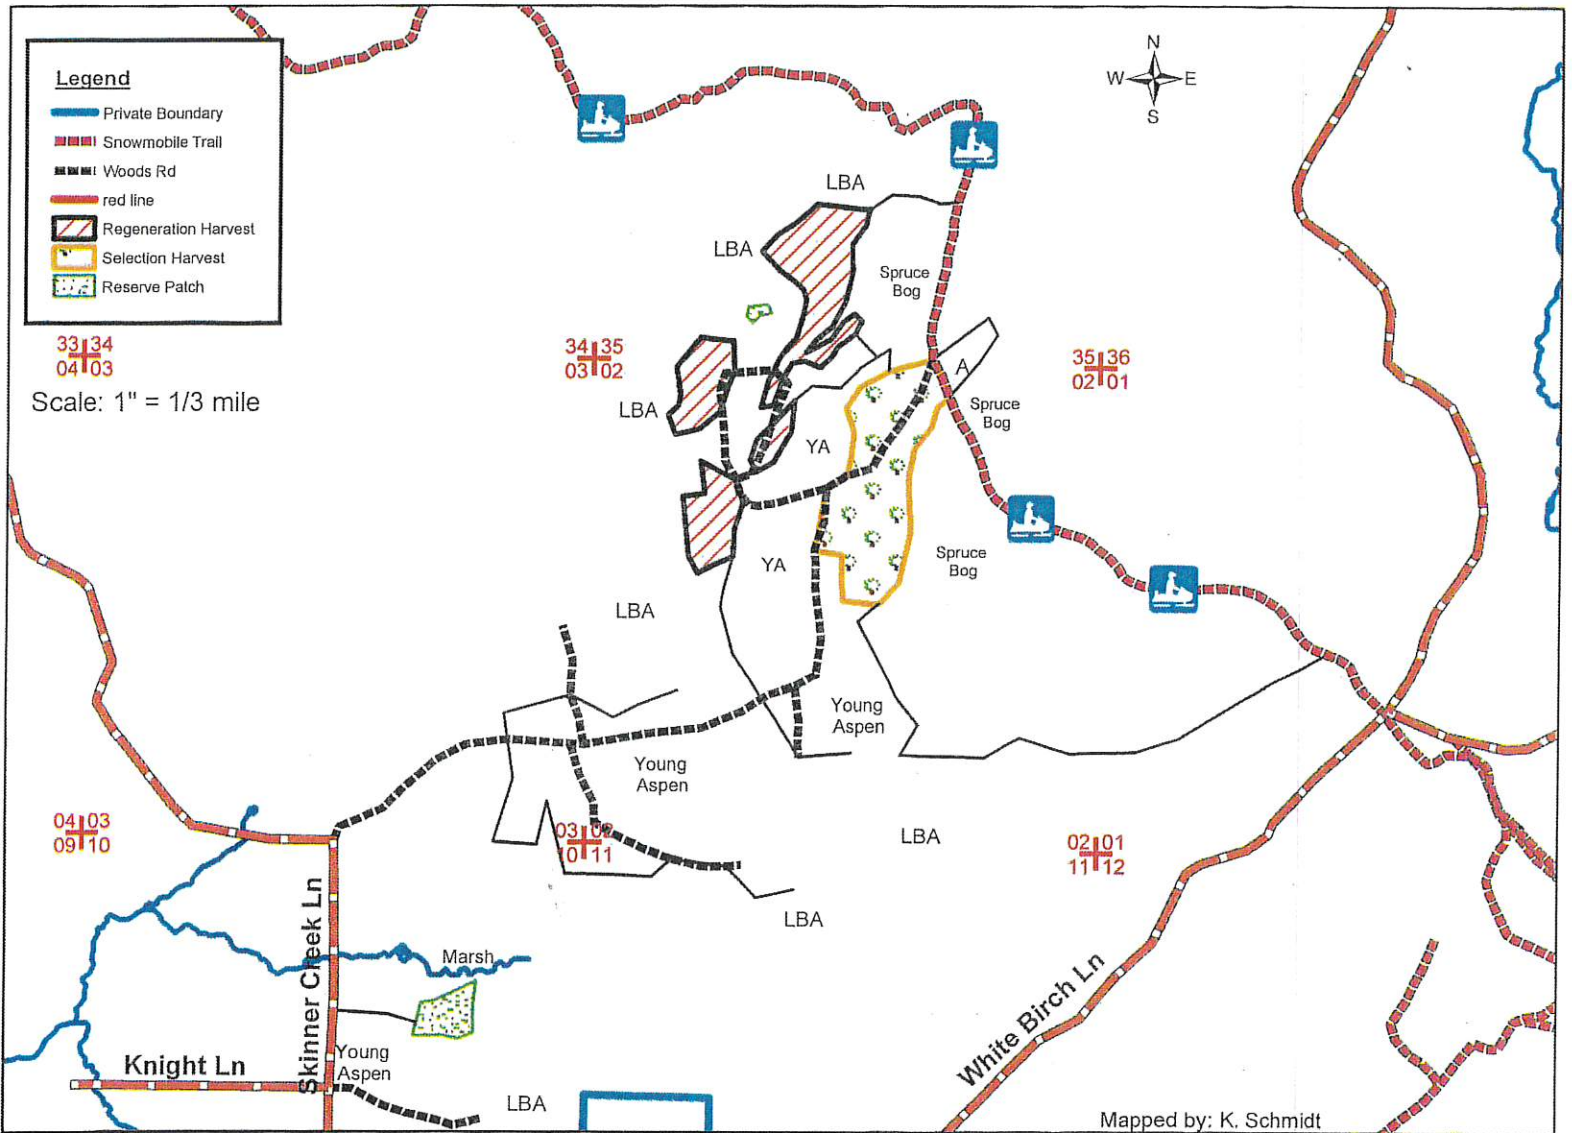 Legend
Private Boundary
Snowmobile Trail
Woods Rd
red line
Regeneration Harvest
Selection Harvest
Reserve Patch
N
W E
S
LBA
LBA
Spruce
Bog
33 34
04 03
34 35
03 02
35 36
02 01
A
Scale: 1" = 1/3 mile
LBA
Spruce
Bog
YA
YA
Spruce
Bog
LBA
Young
Aspen
Young
Aspen
04 03
09 10
03 02
10 11
LBA
02 01
11 12
LBA
Marsh
Skinner Creek Ln
White Birch Ln
Knight Ln
Young
Aspen
LBA
Mapped by: K. Schmidt